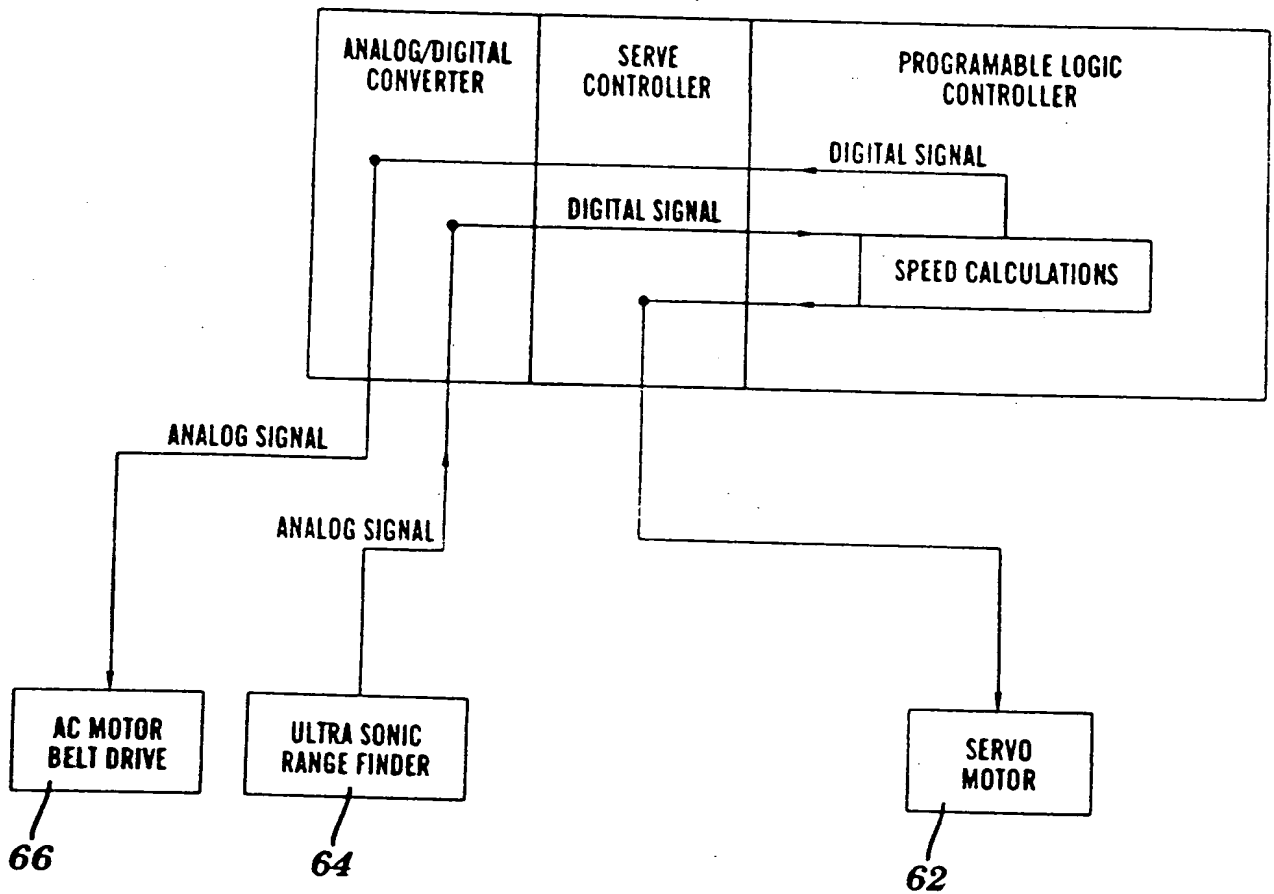 ANALOG/DIGITAL
CONVERTER
SERVE
CONTROLLER
PROGRAMABLE LOGIC
CONTROLLER
DIGITAL SIGNAL
DIGITAL SIGNAL
SPEED CALCULATIONS
ANALOG SIGNAL
ANALOG SIGNAL
AC MOTOR
BELT DRIVE
ULTRA SONIC
RANGE FINDER
SERVO
MOTOR
66
64
62